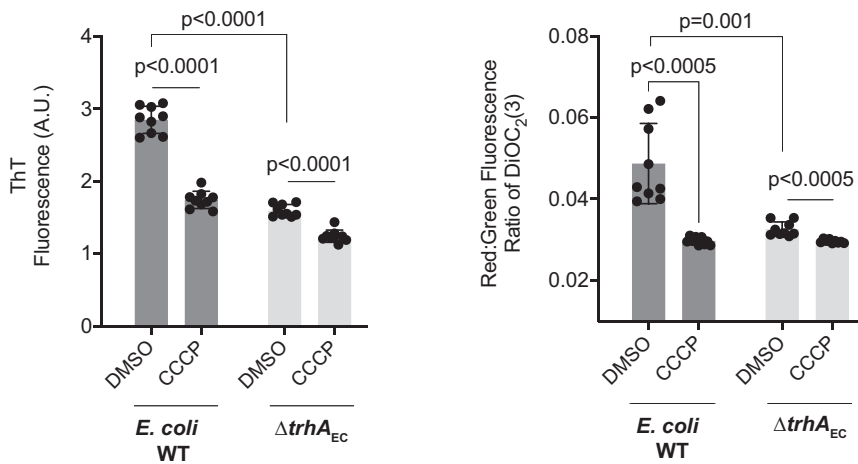 p<0.0001
p<0.0001
p<0.0001
ThT
Fluorescence (A.U.)
4
3
2
1
0
DMSO
CCCP
DMSO
CCCP
E. coli
WT
ΔtrhA_EC
p=0.001
p<0.0005
p<0.0005
Red:Green Fluorescence
Ratio of DiOC₂(3)
0.08
0.06
0.04
0.02
DMSO
CCCP
DMSO
CCCP
E. coli
WT
ΔtrhA_EC